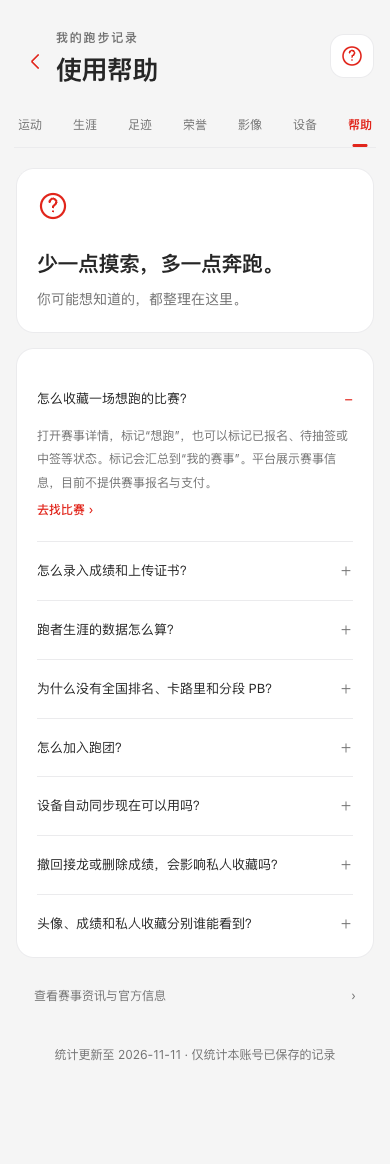 我的跑步记录
使用帮助
运动 生涯 足迹 荣誉 影像 设备 帮助
少一点摸索，多一点奔跑。
你可能想知道的，都整理在这里。
怎么收藏一场想跑的比赛？ −
打开赛事详情，标记“想跑”，也可以标记已报名、待抽签或
中签等状态。标记会汇总到“我的赛事”。平台展示赛事信
息，目前不提供赛事报名与支付。
去找比赛 ›
怎么录入成绩和上传证书？ +
跑者生涯的数据怎么算？ +
为什么没有全国排名、卡路里和分段 PB？ +
怎么加入跑团？ +
设备自动同步现在可以用吗？ +
撤回接龙或删除成绩，会影响私人收藏吗？ +
头像、成绩和私人收藏分别谁能看到？ +
查看赛事资讯与官方信息 ›
统计更新至 2026-11-11 · 仅统计本账号已保存的记录